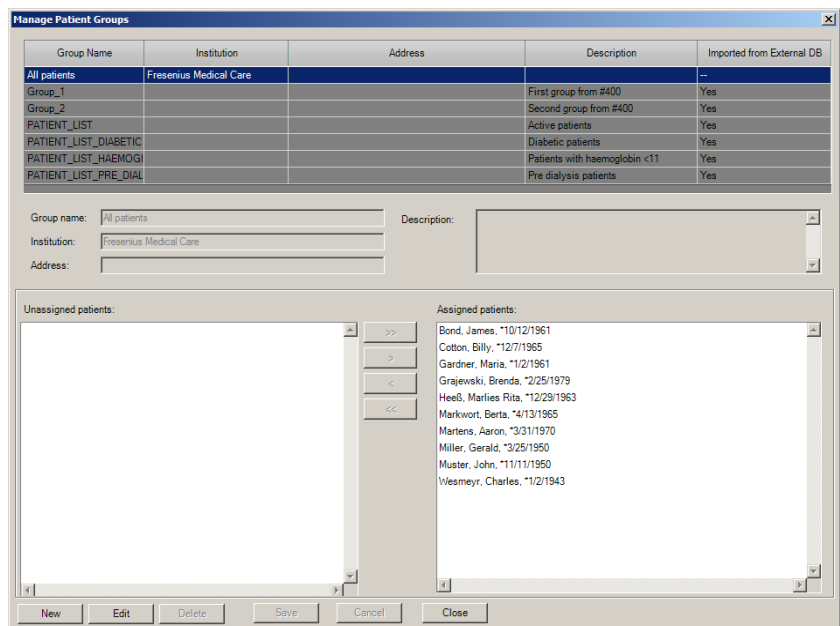 Manage Patient Groups
Group Name Institution Address Description Imported from External DB
All patients Fresenius Medical Care --
Group_1 First group from #400 Yes
Group_2 Second group from #400 Yes
PATIENT_LIST Active patients Yes
PATIENT_LIST_DIABETIC Diabetic patients Yes
PATIENT_LIST_HAEMOGI Patients with haemoglobin <11 Yes
PATIENT_LIST_PRE_DIAL Pre dialysis patients Yes
Group name: All patients Description:
Institution: Fresenius Medical Care
Address:
Unassigned patients: Assigned patients:
>>
>
<
<<
Bond, James, *10/12/1961
Cotton, Billy, *12/7/1965
Gardner, Maria, *1/2/1961
Grajewski, Brenda, *2/25/1979
Heeß, Marlies Rita, *12/29/1963
Markwort, Berta, *4/13/1965
Martens, Aaron, *3/31/1970
Miller, Gerald, *3/25/1950
Muster, John, *11/11/1950
Wesmeyr, Charles, *1/2/1943
New Edit Delete Save Cancel Close